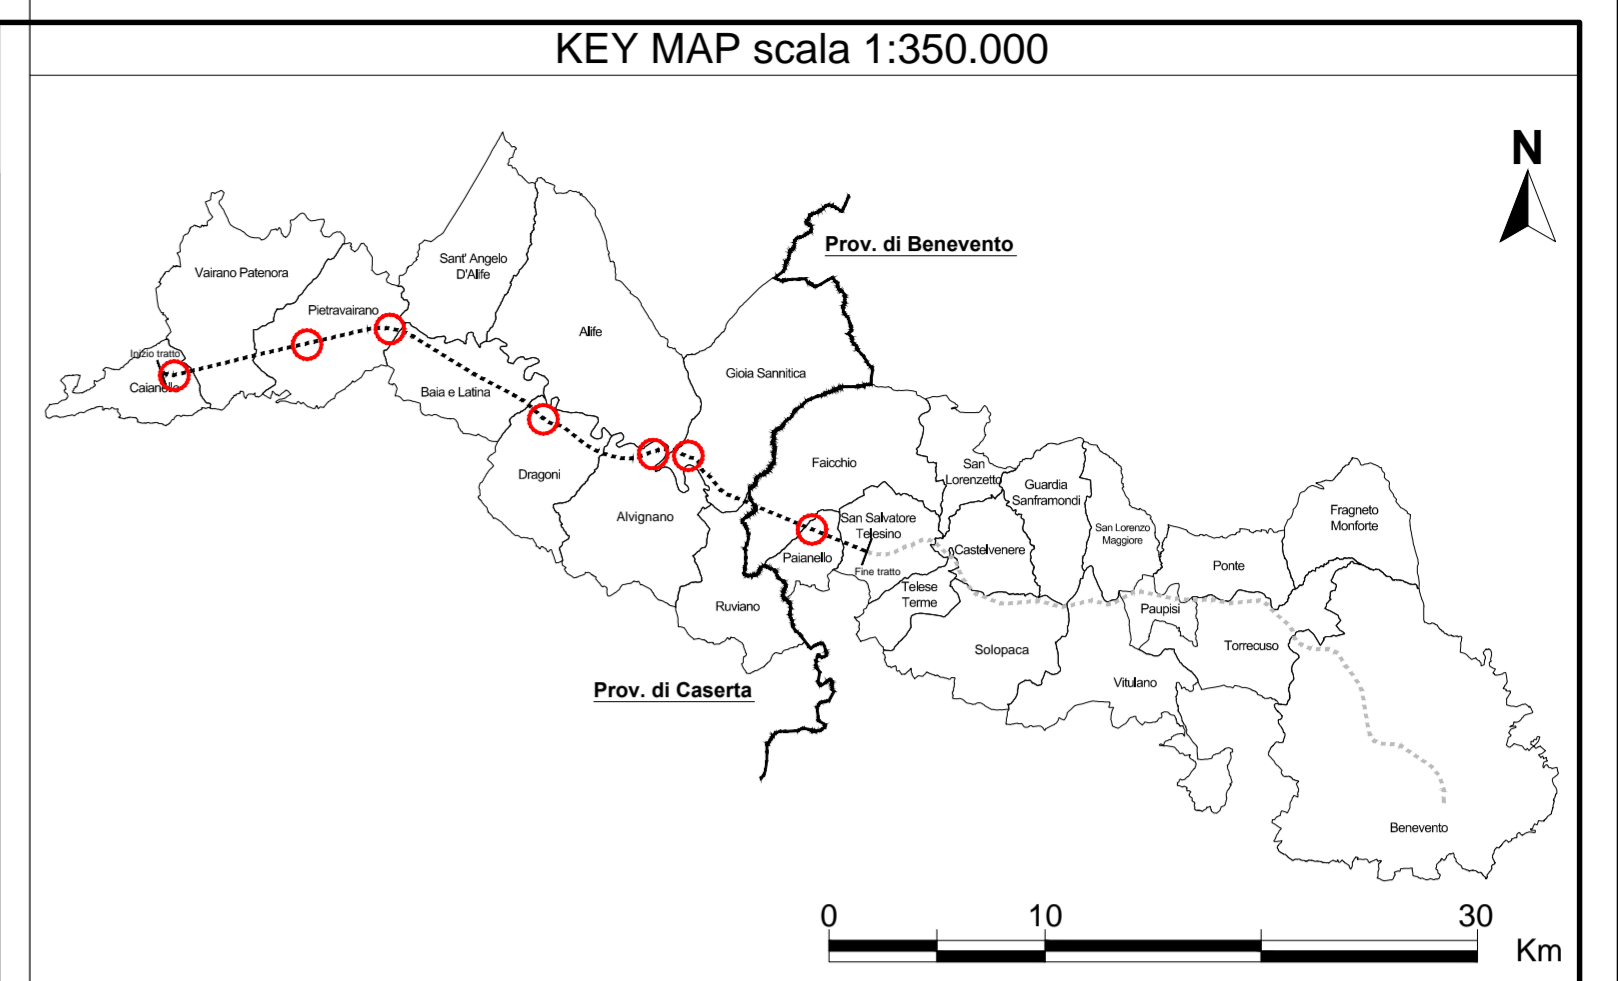 KEY MAP scala 1:350.000
N
Prov. di Benevento
Sant' Angelo
D'Alife
Vairano Patenora
Pietravairano
Alife
Inizio tratto
Caianello
Gioia Sannitica
Baia e Latina
Faicchio
San
Lorenzetto
Guardia
Sanframondi
Dragoni
Alvignano
San Salvatore
Telesino
San Lorenzo
Maggiore
Fragneto
Monforte
Castelvenere
Paianello
Fine tratto
Ponte
Telese
Terme
Ruviano
Paupisi
Solopaca
Torrecuso
Vitulano
Prov. di Caserta
Benevento
0 10 30
Km